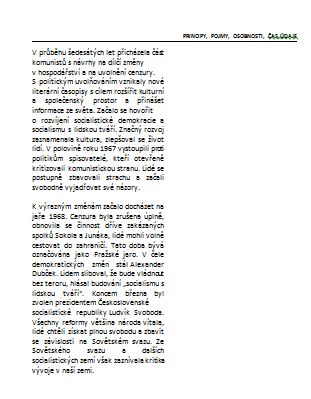 PRINCIPY, POJMY, OSOBNOSTI, ČAS.ÚDAJE
V průběhu šedesátých let přicházela část
komunistů s návrhy na dílčí změny
v hospodářství a na uvolnění cenzury.
S politickým uvolňováním vznikaly nové
literární časopisy s cílem rozšířit kulturní
a společenský prostor a přinášet
informace ze světa. Začalo se hovořit
o rozvíjení socialistické demokracie a
socialismu s lidskou tváří. Značný rozvoj
zaznamenala kultura, zlepšoval se život
lidí. V polovině roku 1967 vystoupili proti
politikům spisovatelé, kteří otevřeně
kritizovali komunistickou stranu. Lidé se
postupně zbavovali strachu a začali
svobodně vyjadřovat své názory.
K výrazným změnám začalo docházet na
jaře 1968. Cenzura byla zrušena úplně,
obnovila se činnost dříve zakázaných
spolků Sokola a Junáka, lidé mohli volně
cestovat do zahraničí. Tato doba bývá
označována jako Pražské jaro. V čele
demokratických změn stál Alexander
Dubček. Lidem sliboval, že bude vládnout
bez teroru, hlásal budování „socialismu s
lidskou tváří“. Koncem března byl
zvolen prezidentem Československé
socialistické republiky Ludvík Svoboda.
Všechny reformy většina národa vítala,
lidé chtěli získat plnou svobodu a zbavit
se závislosti na Sovětském svazu. Ze
Sovětského svazu a dalších
socialistických zemí však zaznívala kritika
vývoje v naší zemi.